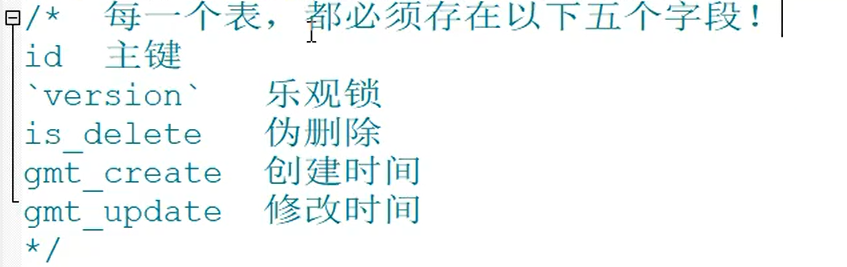 /* 每一个表，都必须存在以下五个字段！
id 主键
`version` 乐观锁
is_delete 伪删除
gmt_create 创建时间
gmt_update 修改时间
*/